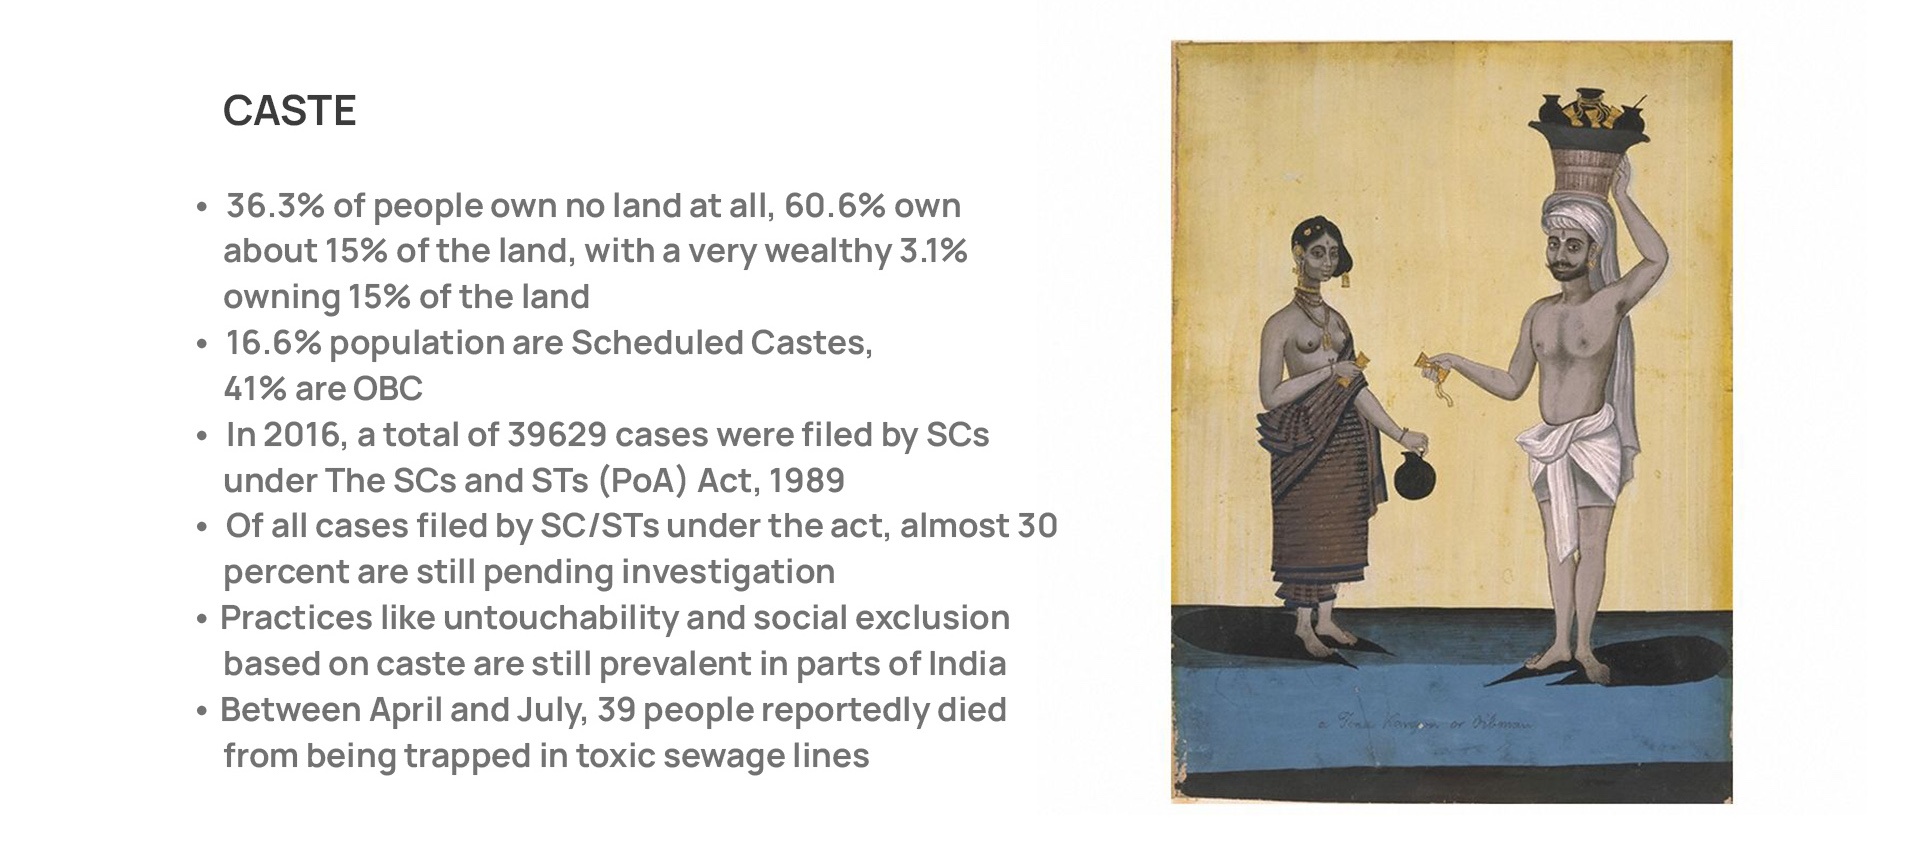 CASTE
• 36.3% of people own no land at all, 60.6% own
about 15% of the land, with a very wealthy 3.1%
owning 15% of the land
• 16.6% population are Scheduled Castes,
41% are OBC
• In 2016, a total of 39629 cases were filed by SCs
under The SCs and STs (PoA) Act, 1989
• Of all cases filed by SC/STs under the act, almost 30
percent are still pending investigation
• Practices like untouchability and social exclusion
based on caste are still prevalent in parts of India
• Between April and July, 39 people reportedly died
from being trapped in toxic sewage lines
a
or